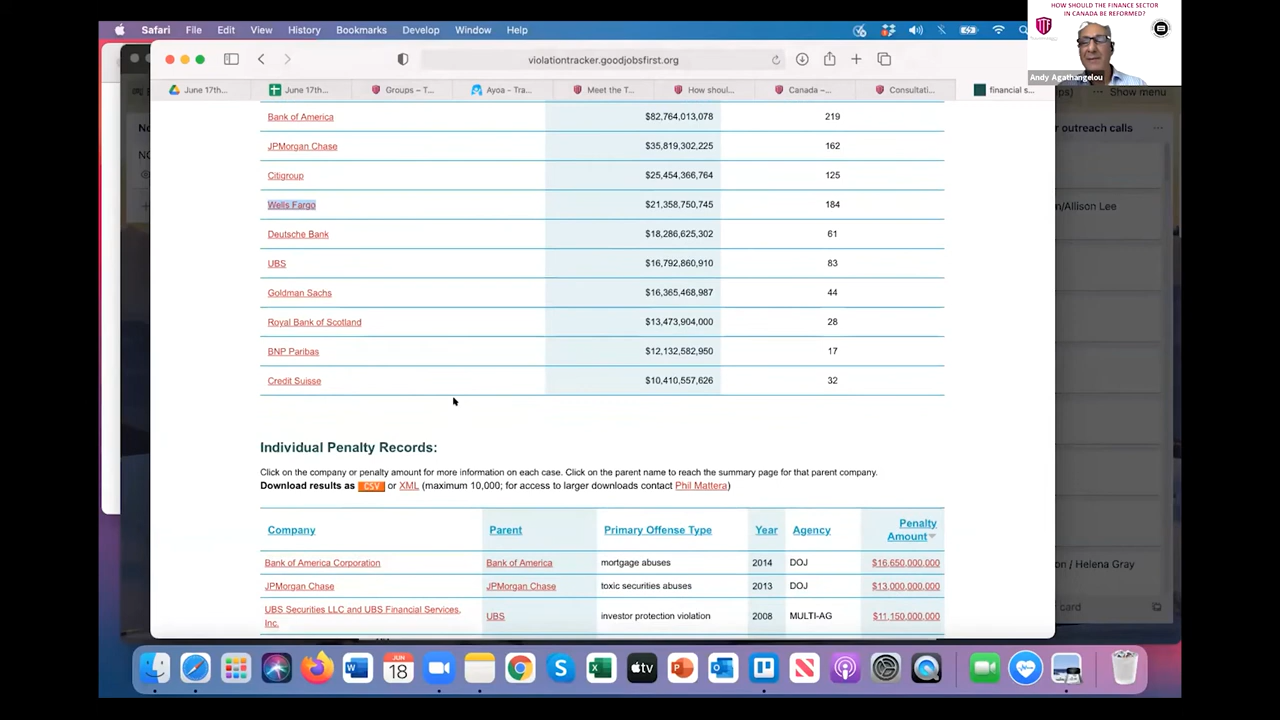 Safari File Edit View History Bookmarks Develop Window Help
HOW SHOULD THE FINANCE SECTOR
IN CANADA BE REFORMED?
TTF
Andy Agathangelou
violationtracker.goodjobsfirst.org
June 17th... June 17th... Groups – T... Ayoa - Tra... Meet the T... How shoul... Canada –... Consultati... financial s...
Show menu
r outreach calls
m/Allison Lee
on / Helena Gray
card
Bank of America $82,764,013,078 219
JPMorgan Chase $35,819,302,225 162
Citigroup $25,454,366,764 125
Wells Fargo $21,358,750,745 184
Deutsche Bank $18,286,625,302 61
UBS $16,792,860,910 83
Goldman Sachs $16,365,468,987 44
Royal Bank of Scotland $13,473,904,000 28
BNP Paribas $12,132,582,950 17
Credit Suisse $10,410,557,626 32
Individual Penalty Records:
Click on the company or penalty amount for more information on each case. Click on the parent name to reach the summary page for that parent company.
Download results as CSV or XML (maximum 10,000; for access to larger downloads contact Phil Mattera)
Company Parent Primary Offense Type Year Agency Penalty
Amount
Bank of America Corporation Bank of America mortgage abuses 2014 DOJ $16,650,000,000
JPMorgan Chase JPMorgan Chase toxic securities abuses 2013 DOJ $13,000,000,000
UBS Securities LLC and UBS Financial Services,
Inc. UBS investor protection violation 2008 MULTI-AG $11,150,000,000
JUN
18
tv